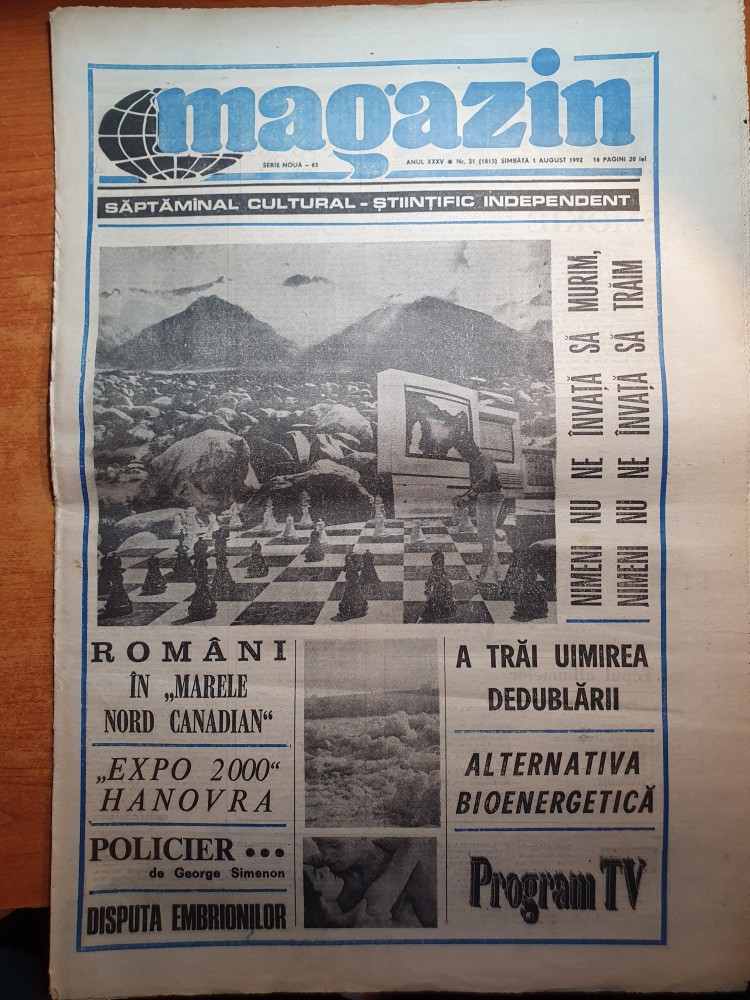 magazin
SERIE NOUĂ – 63
ANUL XXXV ● Nr. 31 (1815) SÎMBĂTĂ 1 AUGUST 1992 16 PAGINI 20 lei
SĂPTĂMÎNAL CULTURAL - ȘTIINȚIFIC INDEPENDENT
NIMENI NU NE ÎNVAȚĂ SĂ MURIM,
NIMENI NU NE ÎNVAȚĂ SĂ TRĂIM
ROMÂNI
ÎN „MARELE
NORD CANADIAN“
„EXPO 2000“
HANOVRA
POLICIER ●●●
de George Simenon
DISPUTA EMBRIONILOR
A TRĂI UIMIREA
DEDUBLĂRII
ALTERNATIVA
BIOENERGETICĂ
Program TV